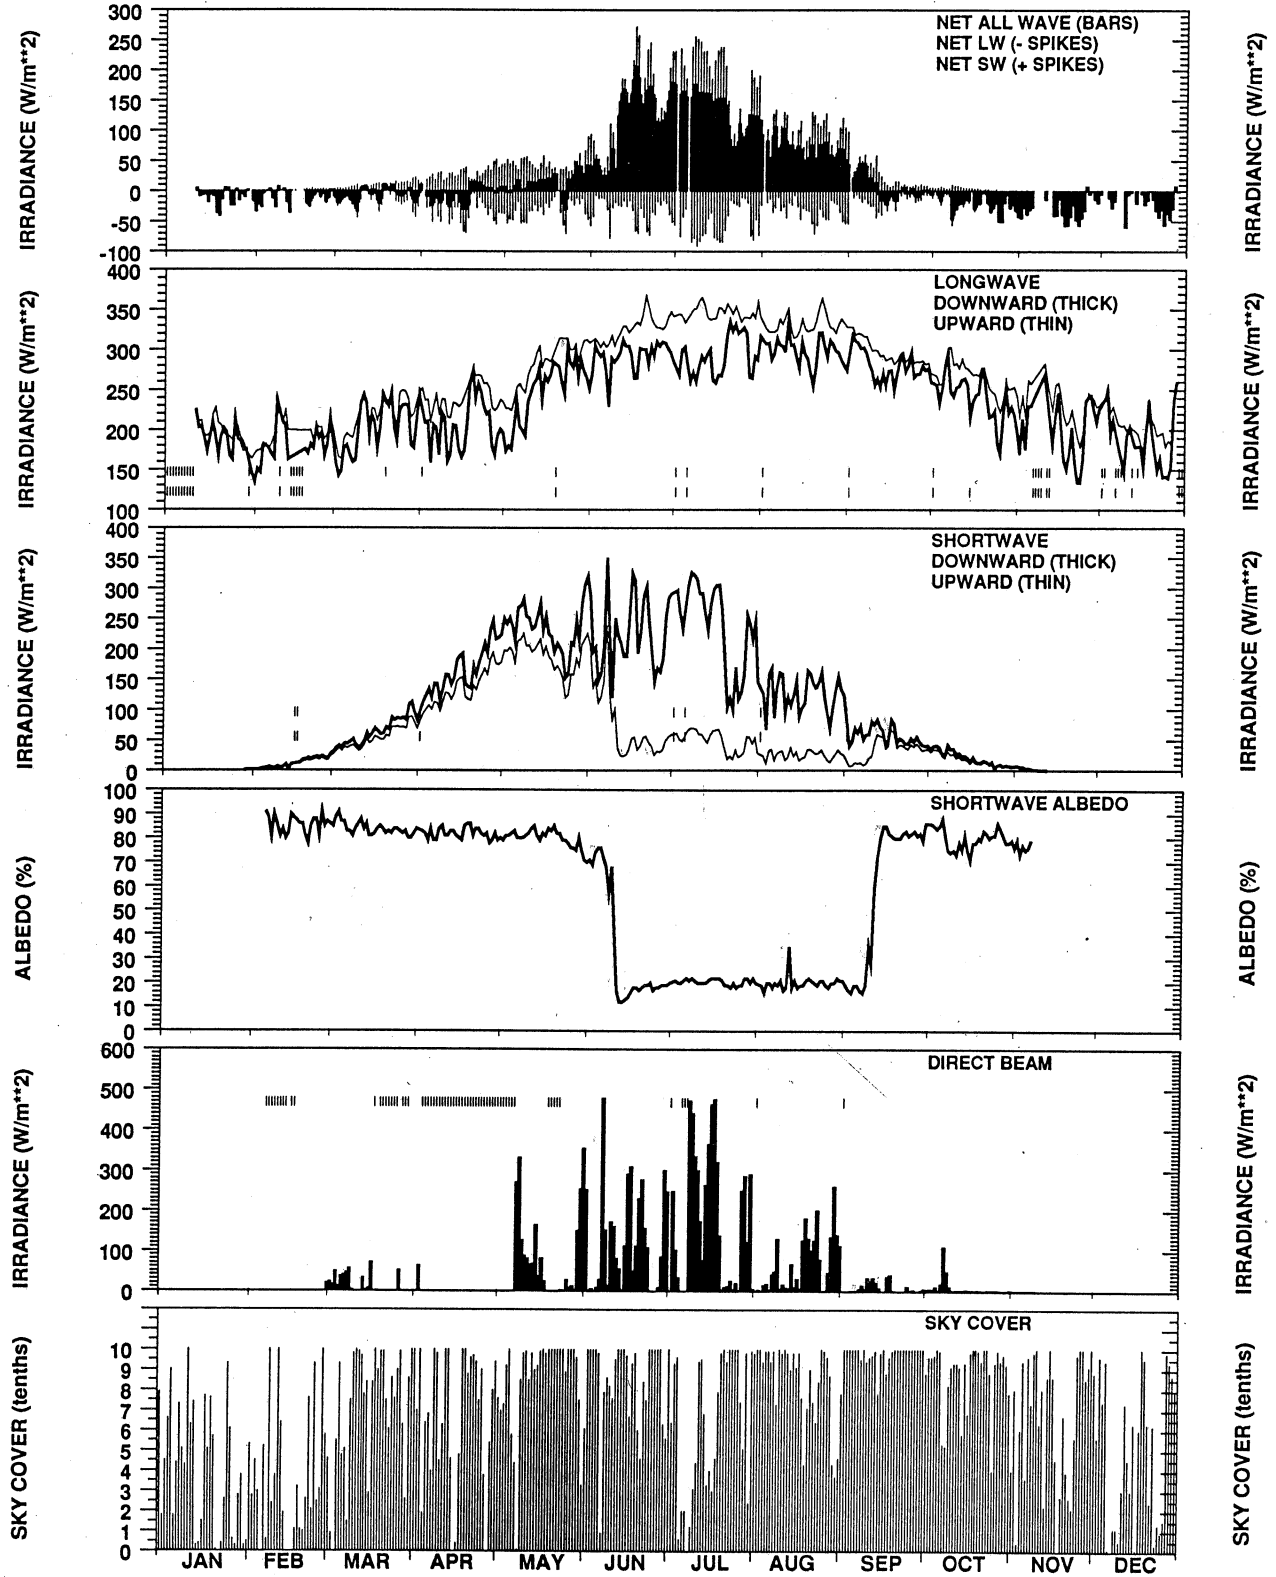 300
250
200
150
100
50
0
-50
-100
IRRADIANCE (W/m**2)
IRRADIANCE (W/m**2)
NET ALL WAVE (BARS)
NET LW (- SPIKES)
NET SW (+ SPIKES)
400
350
300
250
200
150
100
IRRADIANCE (W/m**2)
IRRADIANCE (W/m**2)
LONGWAVE
DOWNWARD (THICK)
UPWARD (THIN)
400
350
300
250
200
150
100
50
0
IRRADIANCE (W/m**2)
IRRADIANCE (W/m**2)
SHORTWAVE
DOWNWARD (THICK)
UPWARD (THIN)
100
90
80
70
60
50
40
30
20
10
0
ALBEDO (%)
ALBEDO (%)
SHORTWAVE ALBEDO
600
500
400
300
200
100
0
IRRADIANCE (W/m**2)
IRRADIANCE (W/m**2)
DIRECT BEAM
10
9
8
7
6
5
4
3
2
1
0
SKY COVER (tenths)
SKY COVER (tenths)
SKY COVER
JAN FEB MAR APR MAY JUN JUL AUG SEP OCT NOV DEC